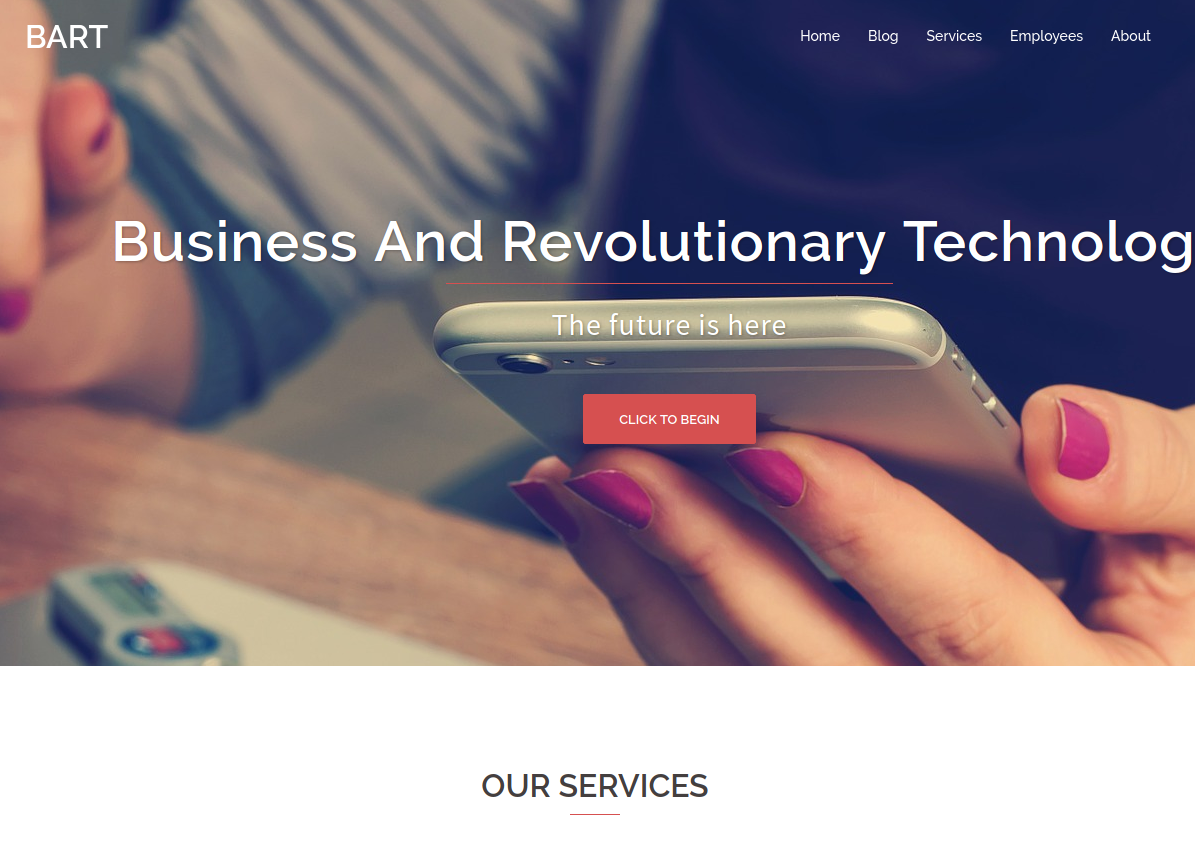 BART
Home Blog Services Employees About
Business And Revolutionary Technolog
The future is here
CLICK TO BEGIN
OUR SERVICES